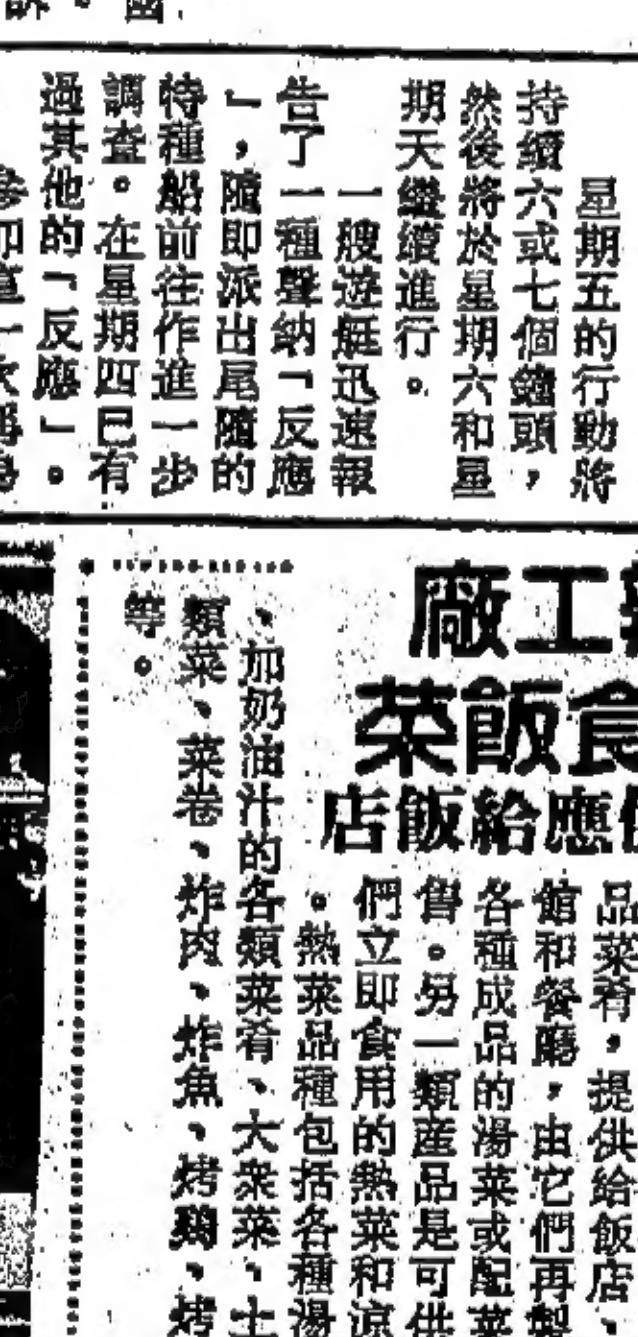 訴。國
星期五的行動將
持續六或七個鐘頭，
然後將於星期六和星
期天繼續進行。
一艘遊艇迅速報
告了一種聲納「反應
」，隨即派出尾隨的
特種船前往作進一步
調查。在星期四已有
過其他的「反應」。
廠工
菜飯食
店飯給應
品菜肴，提供給飯店、
館和餐廳，由它們再製
各種成品的湯菜或配菜
售。另一類產品是可供
們立即食用的熱菜和涼
。熱菜品種包括各種湯
、加奶油汁的各類菜肴、大衆菜、土
類菜、菜卷、炸肉、炸魚、烤鷄、烤
等。